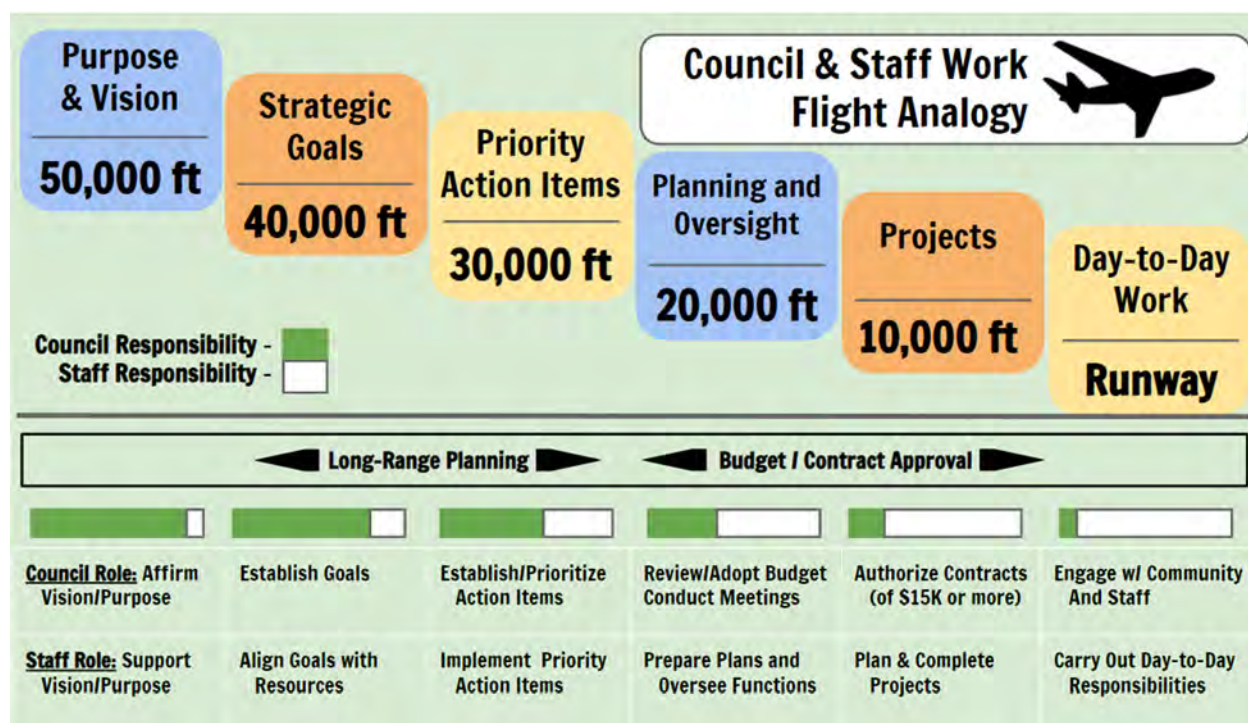 Purpose
& Vision
50,000 ft
Strategic
Goals
40,000 ft
Priority
Action Items
30,000 ft
Council & Staff Work
Flight Analogy
Planning and
Oversight
20,000 ft
Projects
10,000 ft
Day-to-Day
Work
Runway
Council Responsibility -
Staff Responsibility -
Long-Range Planning
Budget / Contract Approval
Council Role: Affirm
Vision/Purpose
Establish Goals
Establish/Prioritize
Action Items
Review/Adopt Budget
Conduct Meetings
Authorize Contracts
(of $15K or more)
Engage w/ Community
And Staff
Staff Role: Support
Vision/Purpose
Align Goals with
Resources
Implement Priority
Action Items
Prepare Plans and
Oversee Functions
Plan & Complete
Projects
Carry Out Day-to-Day
Responsibilities